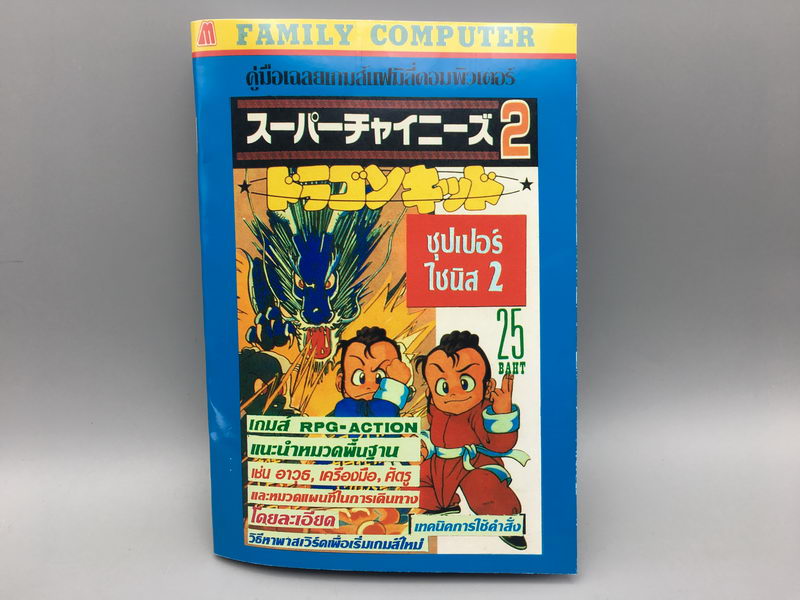 M FAMILY COMPUTER
คู่มือเฉลยเกมส์แฟมิลี่คอมพิวเตอร์
スーパーチャイニーズ2
ドラゴンキッド
ซุปเปอร์
ไชนิส 2
25
BAHT
เกมส์ RPG-ACTION
แนะนำหมวดพื้นฐาน
เช่น อาวุธ, เครื่องมือ, ศัตรู
และหมวดแผนที่ในการเดินทาง
โดยละเอียด
เทคนิคการใช้คำสั่ง
วิธีหาพาสเวิร์ดเพื่อเริ่มเกมส์ใหม่